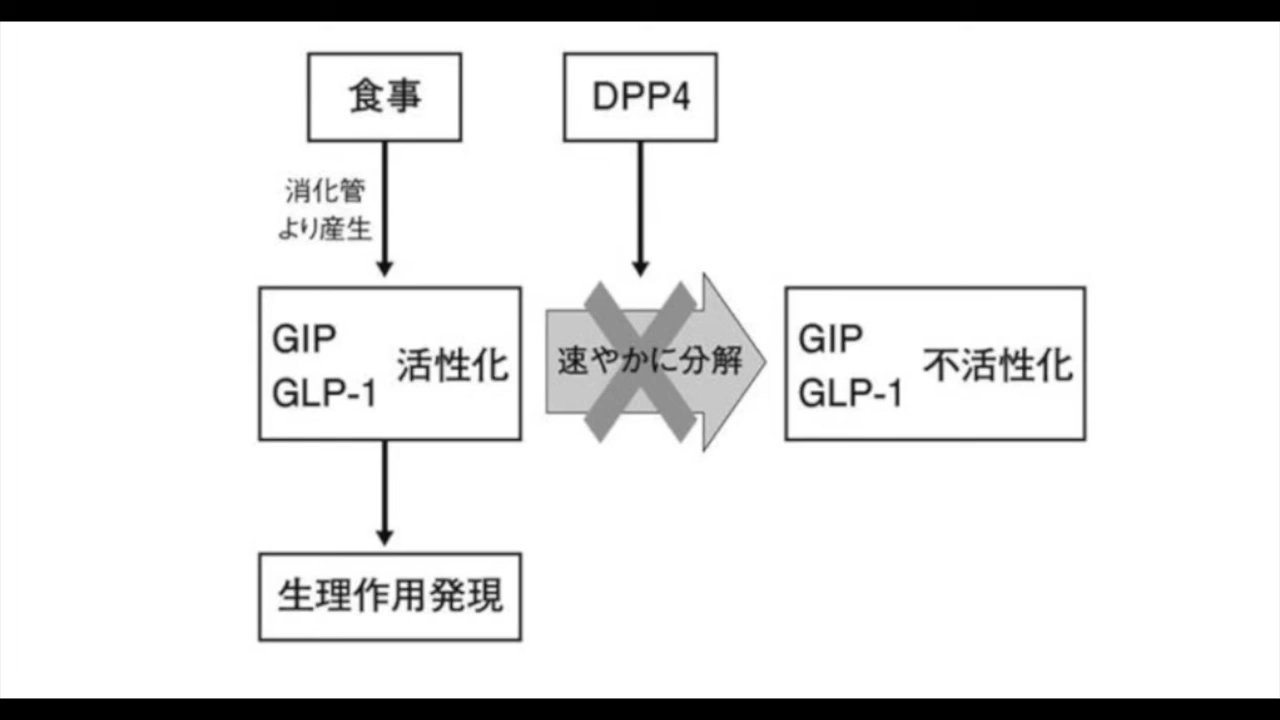 食事
DPP4
消化管
より産生
GIP
GLP-1
活性化
速やかに分解
GIP
GLP-1
不活性化
生理作用発現